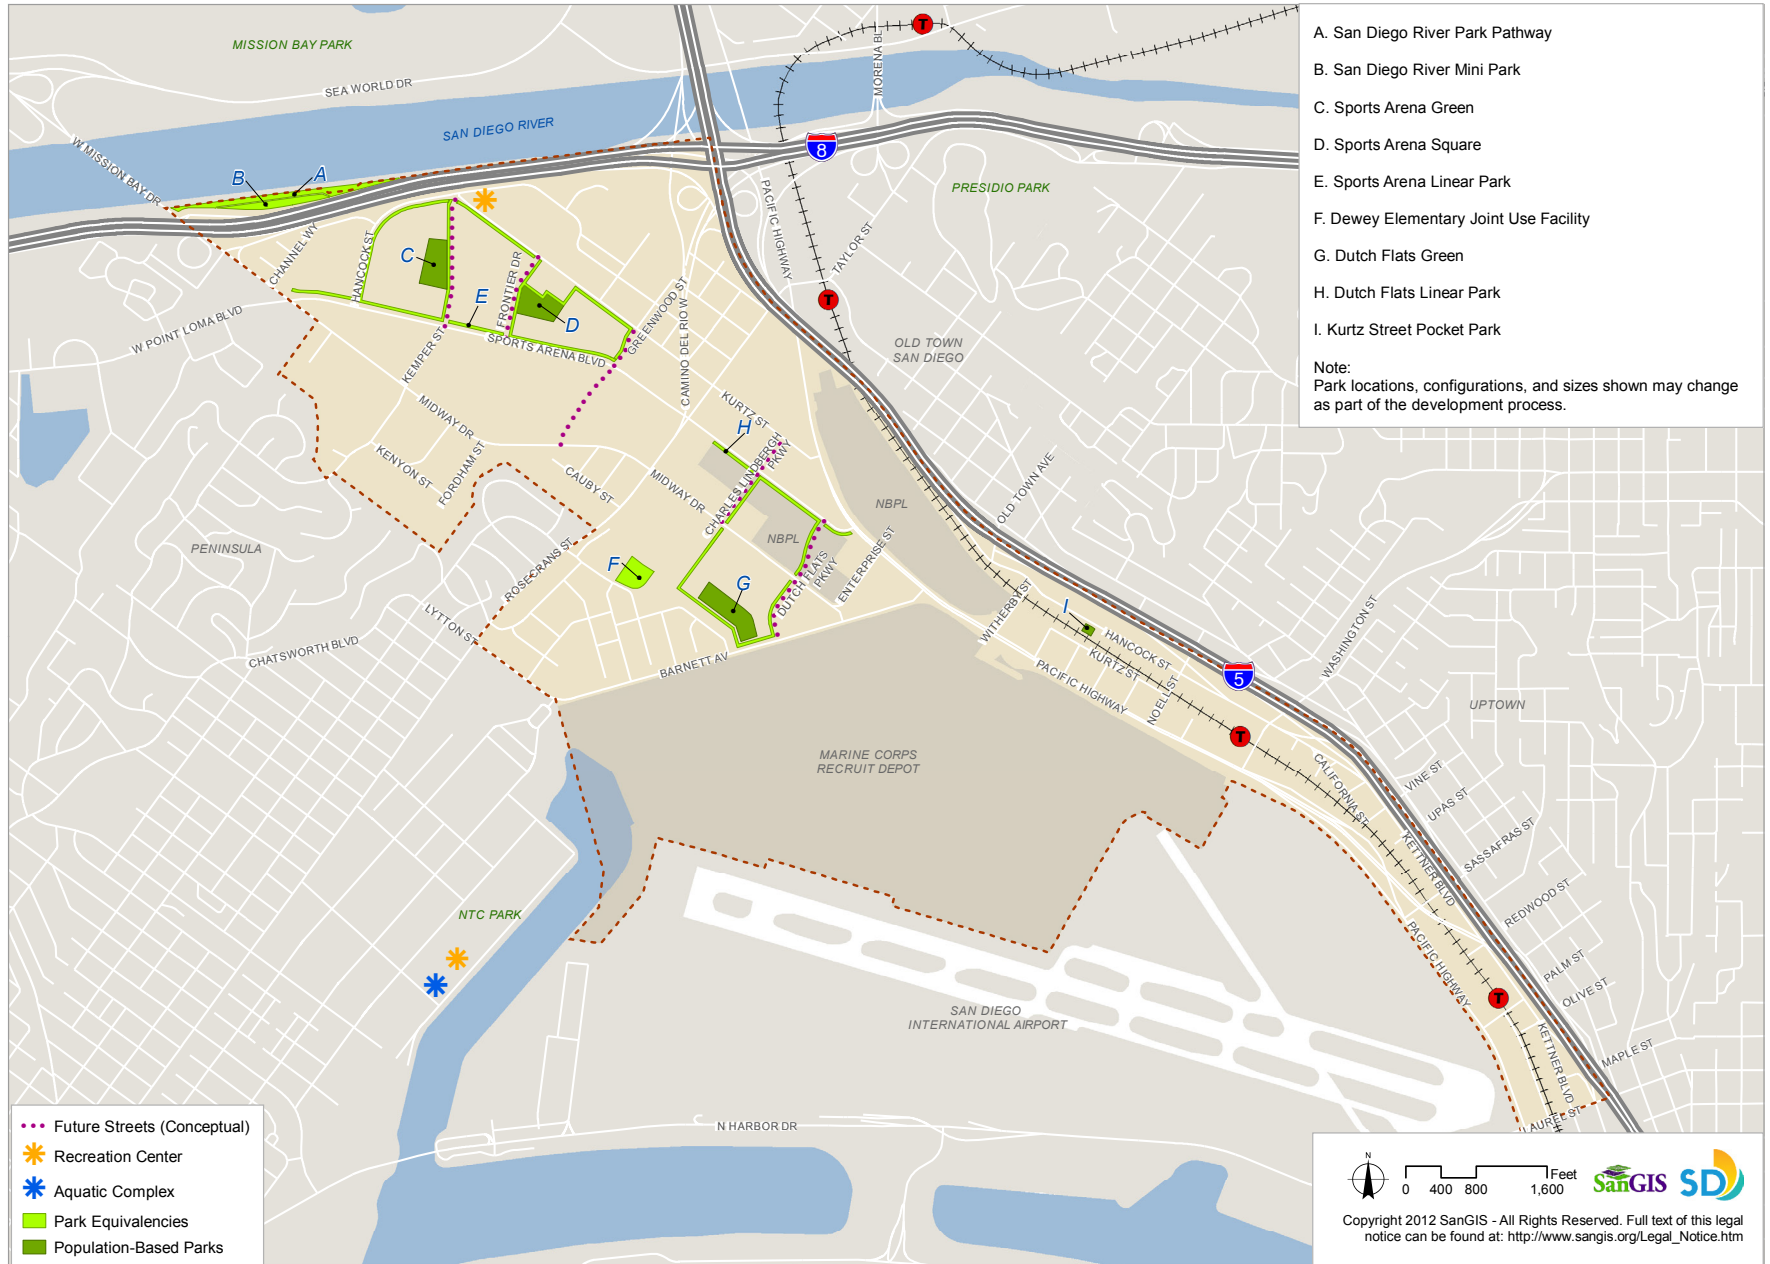 MISSION BAY PARK
SEA WORLD DR
SAN DIEGO RIVER
W MISSION BAY DR
MORENA BL
T
8
A. San Diego River Park Pathway
B. San Diego River Mini Park
C. Sports Arena Green
D. Sports Arena Square
E. Sports Arena Linear Park
F. Dewey Elementary Joint Use Facility
G. Dutch Flats Green
H. Dutch Flats Linear Park
I. Kurtz Street Pocket Park
Note:
Park locations, configurations, and sizes shown may change
as part of the development process.
B
A
PRESIDIO PARK
PACIFIC HIGHWAY
TAYLOR ST
CHANNEL WY
HANCOCK ST
C
E
FRONTIER DR
D
GREENWOOD ST
CAMINO DEL RIO W
T
W POINT LOMA BLVD
KEMPER ST
SPORTS ARENA BLVD
OLD TOWN
SAN DIEGO
MIDWAY DR
KURTZ ST
H
KENYON ST
FORDHAM ST
CAUBY ST
MIDWAY DR
CHARLES LINDBERGH
PKWY
OLD TOWN AVE
NBPL
NBPL
PENINSULA
ROSECRANS ST
F
G
DUTCH FLATS
PKWY
ENTERPRISE ST
WITHERBY ST
I
HANCOCK ST
KURTZ ST
WASHINGTON ST
LYTTON ST
CHATSWORTH BLVD
BARNETT AV
PACIFIC HIGHWAY
NOELL ST
5
UPTOWN
T
MARINE CORPS
RECRUIT DEPOT
CALIFORNIA ST
VINE ST
UPAS ST
SASSAFRAS ST
KETTNER BLVD
REDWOOD ST
NTC PARK
PACIFIC HIGHWAY
PALM ST
OLIVE ST
T
SAN DIEGO
INTERNATIONAL AIRPORT
KETTNER BLVD
MAPLE ST
LAUREL ST
N HARBOR DR
Future Streets (Conceptual)
Recreation Center
Aquatic Complex
Park Equivalencies
Population-Based Parks
N
Feet
0 400 800 1,600
SanGIS
SD
Copyright 2012 SanGIS - All Rights Reserved. Full text of this legal
notice can be found at: http://www.sangis.org/Legal_Notice.htm